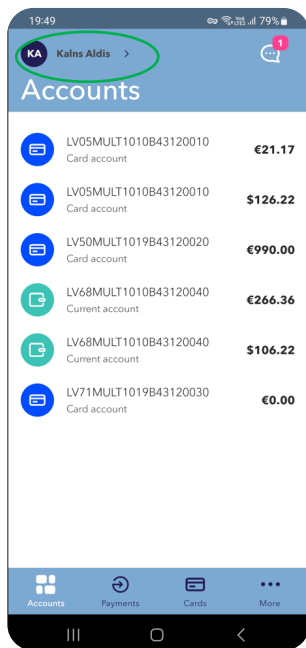 19:49
79%
KA Kalns Aldis
1
Accounts
LV05MULT1010B43120010
Card account
€21.17
LV05MULT1010B43120010
Card account
$126.22
LV50MULT1019B43120020
Card account
€990.00
LV68MULT1010B43120040
Current account
€266.36
LV68MULT1010B43120040
Current account
$106.22
LV71MULT1019B43120030
Card account
€0.00
Accounts
Payments
Cards
More